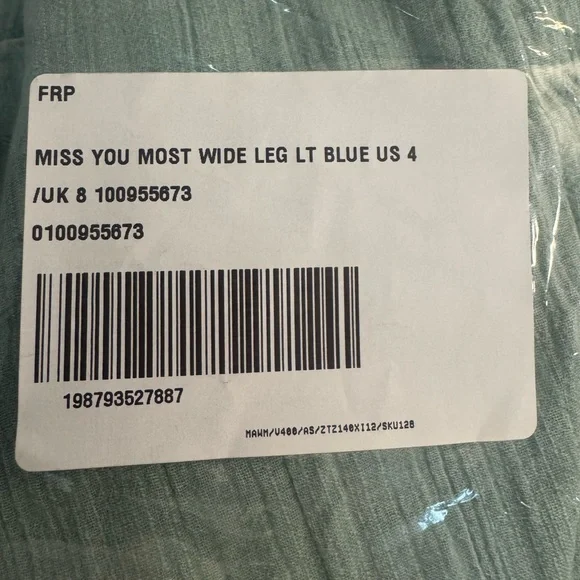 FRP
MISS YOU MOST WIDE LEG LT BLUE US 4
/UK 8 100955673
0100955673
198793527887
MAWM/V400/AS/ZTZ140XI12/SKU128